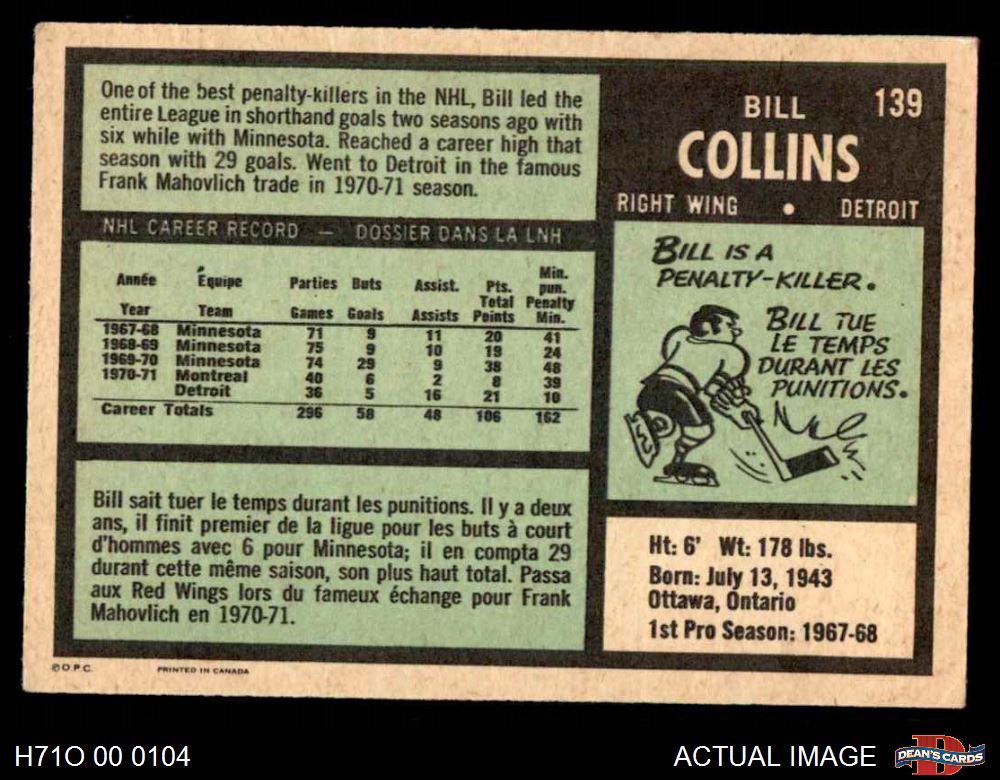 One of the best penalty-killers in the NHL, Bill led the
entire League in shorthand goals two seasons ago with
six while with Minnesota. Reached a career high that
season with 29 goals. Went to Detroit in the famous
Frank Mahovlich trade in 1970-71 season.
BILL 139
COLLINS
RIGHT WING • DETROIT
NHL CAREER RECORD — DOSSIER DANS LA LNH
Année Équipe Parties Buts Assist. Pts. Min. pun.
Year Team Games Goals Assists Total Points Penalty Min.
1967-68 Minnesota 71 9 11 20 41
1968-69 Minnesota 75 9 10 19 24
1969-70 Minnesota 74 29 9 38 48
1970-71 Montreal 40 6 2 8 39
Detroit 36 5 16 21 10
Career Totals 296 58 48 106 162
BILL IS A
PENALTY-KILLER.
BILL TUE
LE TEMPS
DURANT LES
PUNITIONS.
Bill sait tuer le temps durant les punitions. Il y a deux
ans, il finit premier de la ligue pour les buts à court
d'hommes avec 6 pour Minnesota; il en compta 29
durant cette même saison, son plus haut total. Passa
aux Red Wings lors du fameux échange pour Frank
Mahovlich en 1970-71.
Ht: 6' Wt: 178 lbs.
Born: July 13, 1943
Ottawa, Ontario
1st Pro Season: 1967-68
© O.P.C. PRINTED IN CANADA
H71O 00 0104
ACTUAL IMAGE
D
DEAN'S CARDS